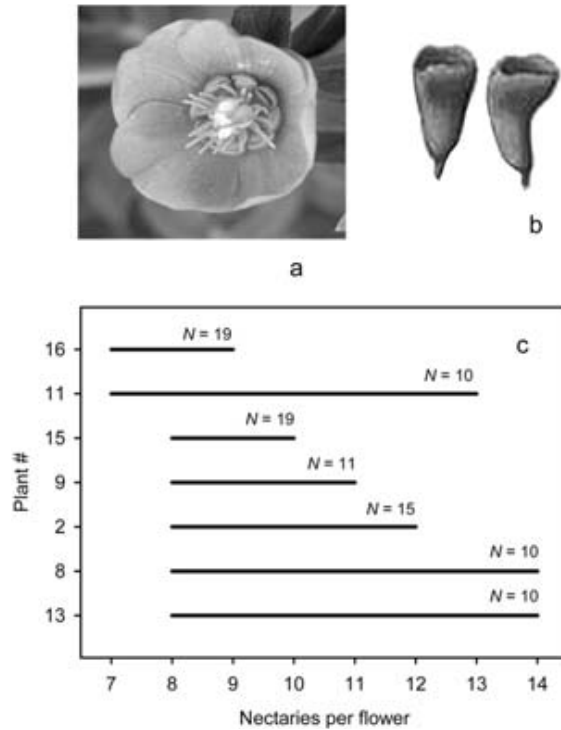 a
b
c
Plant #
16
N = 19
11
N = 10
15
N = 19
9
N = 11
2
N = 15
8
N = 10
13
N = 10
7 8 9 10 11 12 13 14
Nectaries per flower